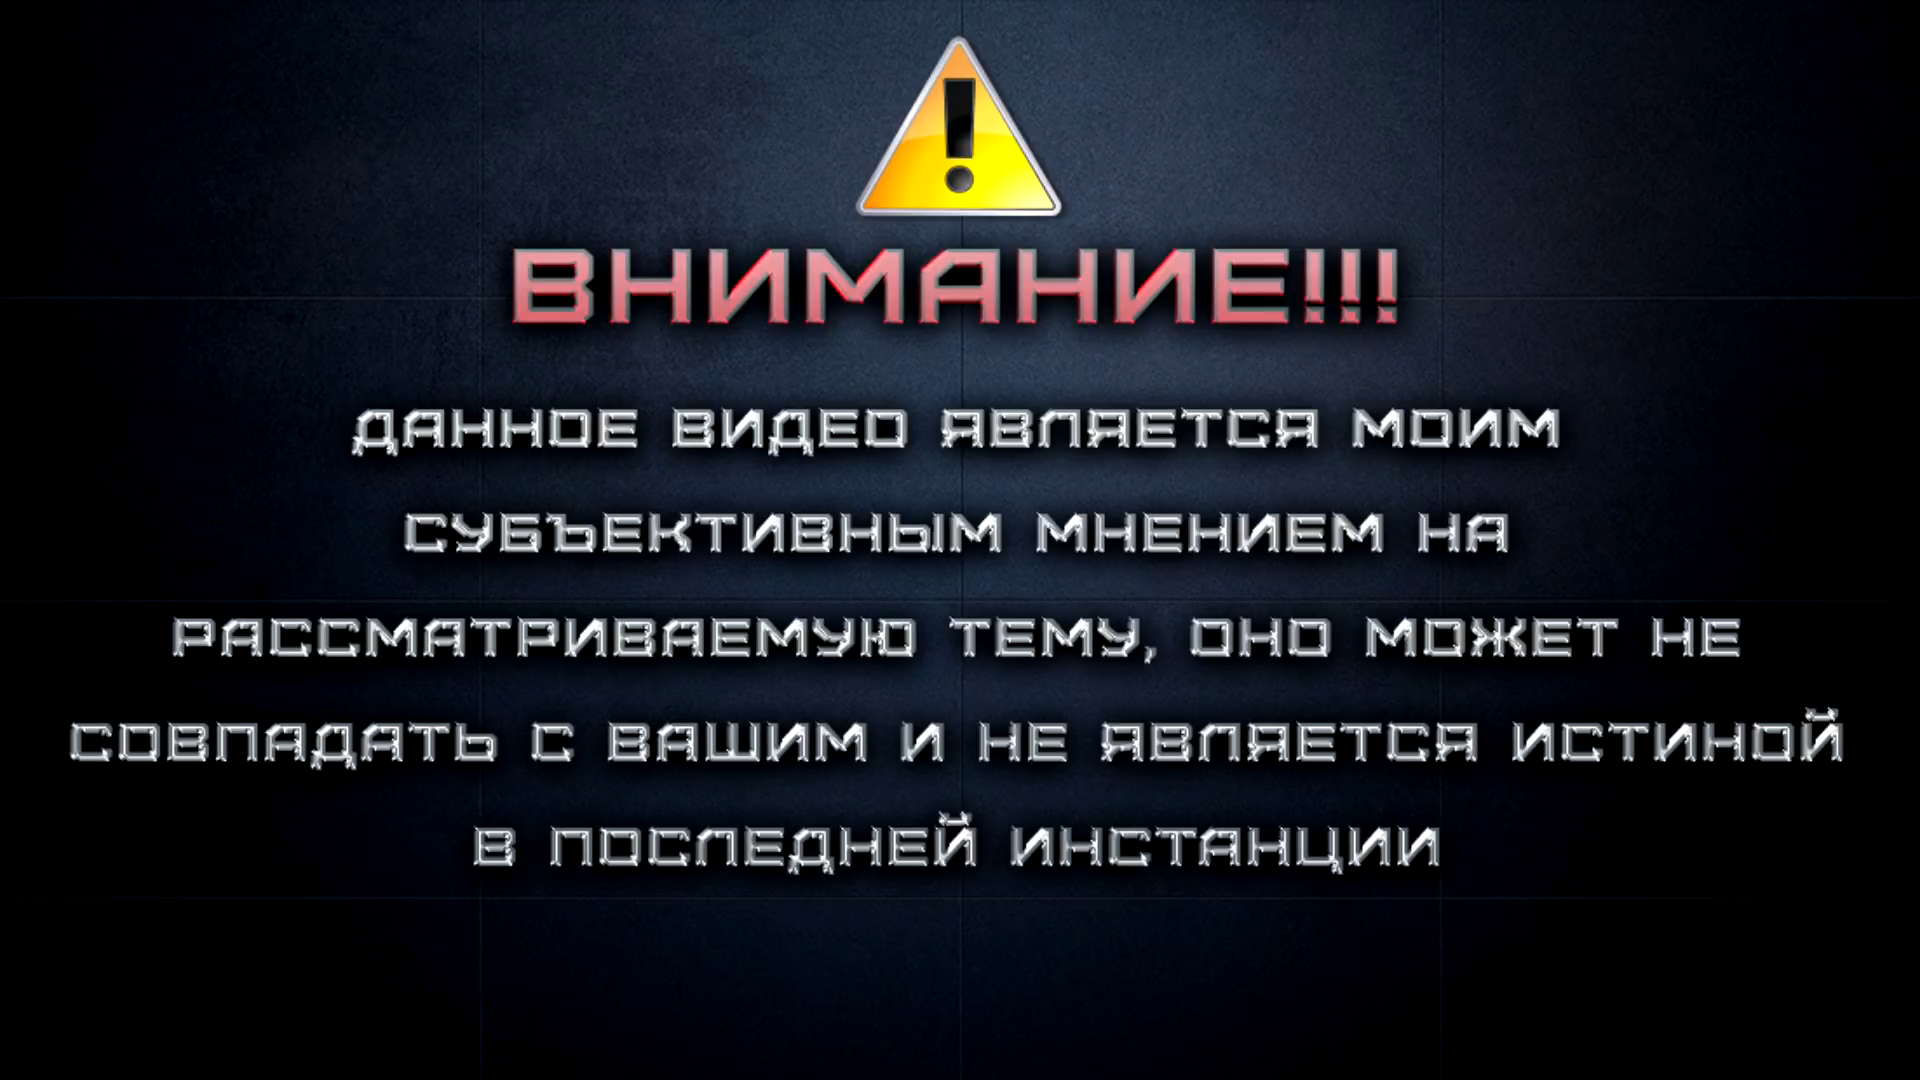 ВНИМАНИЕ!!!
ДАННОЕ ВИДЕО ЯВЛЯЕТСЯ МОИМ
СУБЪЕКТИВНЫМ МНЕНИЕМ НА
РАССМАТРИВАЕМУЮ ТЕМУ, ОНО МОЖЕТ НЕ
СОВПАДАТЬ С ВАШИМ И НЕ ЯВЛЯЕТСЯ ИСТИНОЙ
В ПОСЛЕДНЕЙ ИНСТАНЦИИ